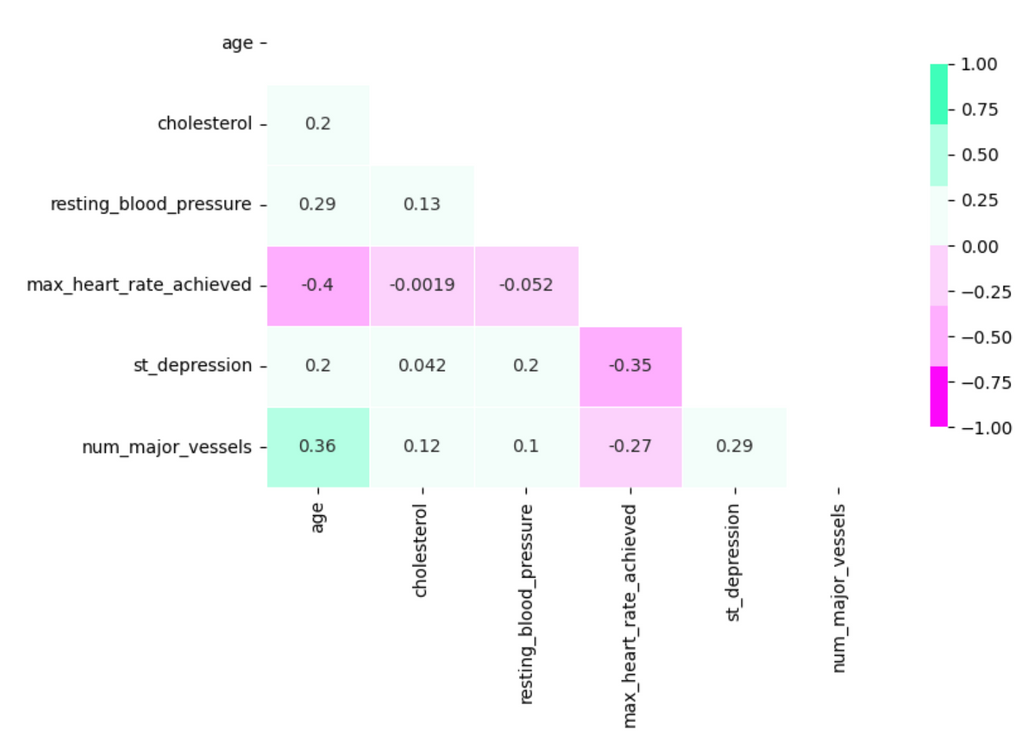 age
1.00
0.75
cholesterol 0.2
0.50
resting_blood_pressure 0.29 0.13
0.25
0.00
max_heart_rate_achieved -0.4 -0.0019 -0.052
−0.25
−0.50
st_depression 0.2 0.042 0.2 -0.35
−0.75
−1.00
num_major_vessels 0.36 0.12 0.1 -0.27 0.29
age
cholesterol
resting_blood_pressure
max_heart_rate_achieved
st_depression
num_major_vessels